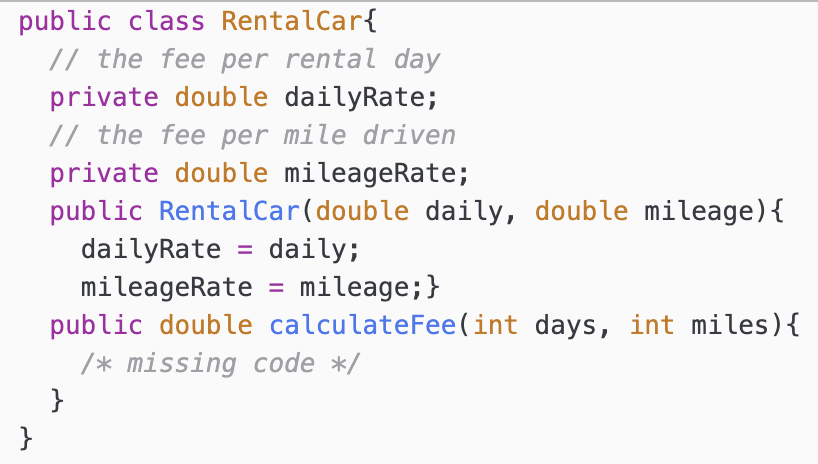 public class RentalCar{
// the fee per rental day
private double dailyRate;
// the fee per mile driven
private double mileageRate;
public RentalCar(double daily, double mileage){
dailyRate = daily;
mileageRate = mileage;}
public double calculateFee(int days, int miles){
/* missing code */
}
}